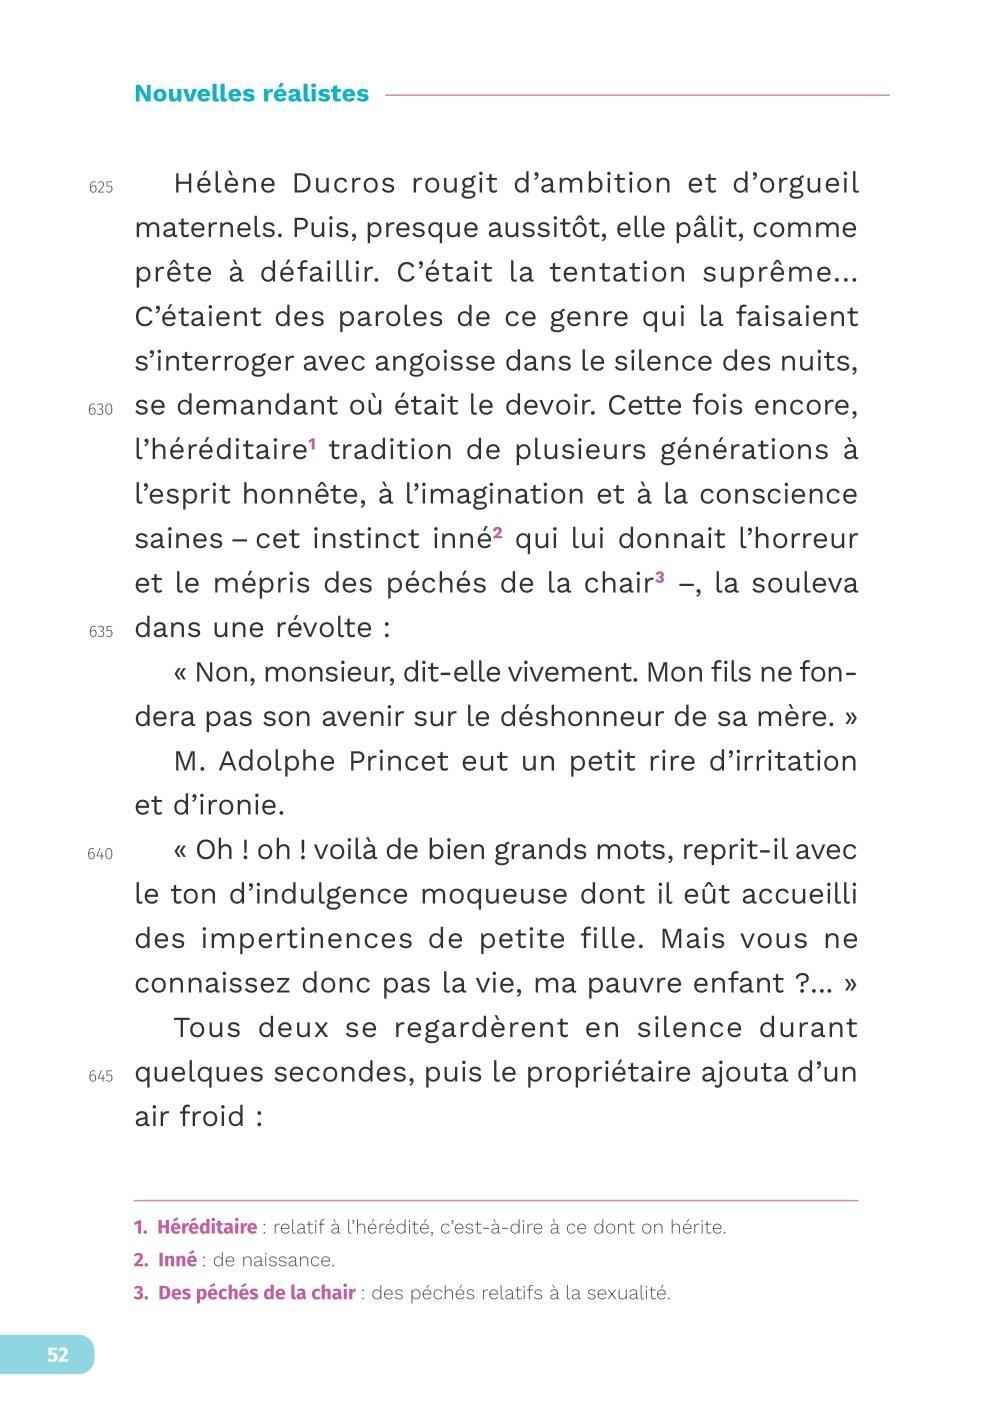 Nouvelles réalistes
625 Hélène Ducros rougit d’ambition et d’orgueil
maternels. Puis, presque aussitôt, elle pâlit, comme
prête à défaillir. C’était la tentation suprême...
C’étaient des paroles de ce genre qui la faisaient
s’interroger avec angoisse dans le silence des nuits,
630 se demandant où était le devoir. Cette fois encore,
l’héréditaire¹ tradition de plusieurs générations à
l’esprit honnête, à l’imagination et à la conscience
saines – cet instinct inné² qui lui donnait l’horreur
et le mépris des péchés de la chair³ –, la souleva
635 dans une révolte :
« Non, monsieur, dit-elle vivement. Mon fils ne fon-
dera pas son avenir sur le déshonneur de sa mère. »
M. Adolphe Princet eut un petit rire d’irritation
et d’ironie.
640 « Oh ! oh ! voilà de bien grands mots, reprit-il avec
le ton d’indulgence moqueuse dont il eût accueilli
des impertinences de petite fille. Mais vous ne
connaissez donc pas la vie, ma pauvre enfant ?... »
Tous deux se regardèrent en silence durant
645 quelques secondes, puis le propriétaire ajouta d’un
air froid :
1. Héréditaire : relatif à l’hérédité, c’est-à-dire à ce dont on hérite.
2. Inné : de naissance.
3. Des péchés de la chair : des péchés relatifs à la sexualité.
52